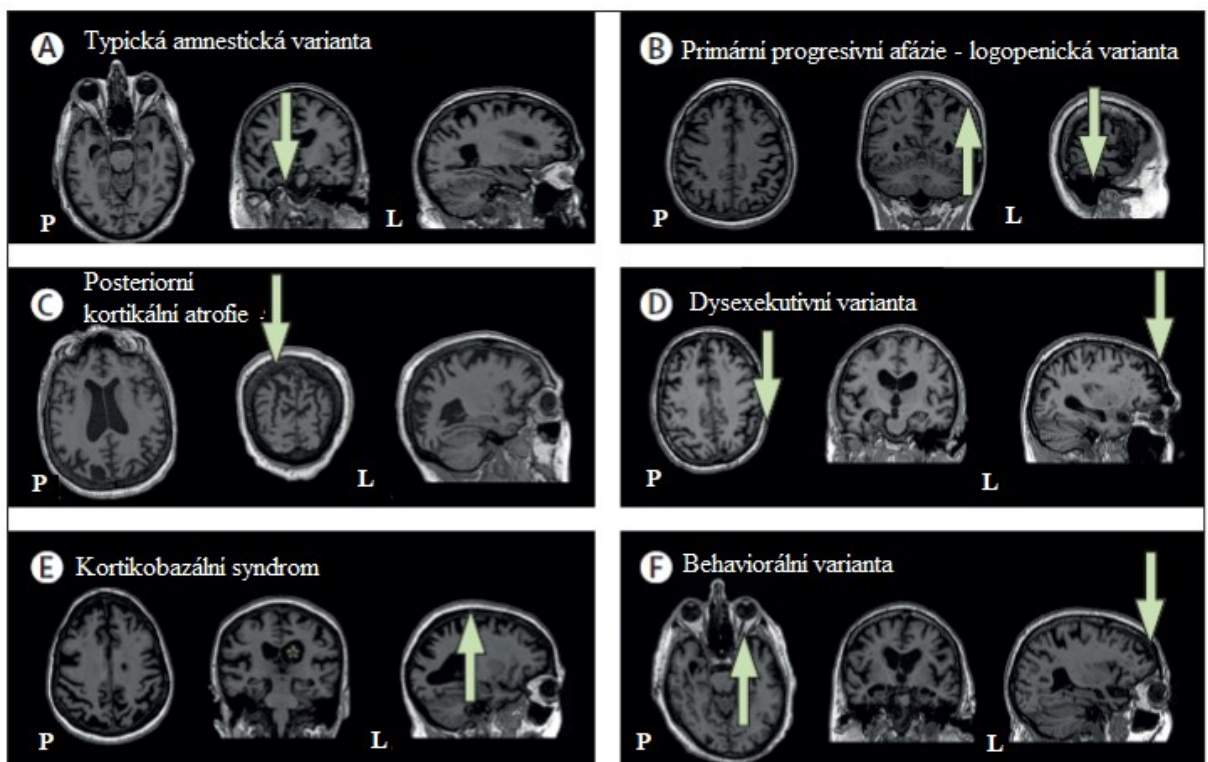 A Typická amnestická varianta
P
L
B Primární progresivní afázie - logopenická varianta
P
L
C Posteriorní
kortikální atrofie -
P
L
D Dysexekutivní varianta
P
L
E Kortikobazální syndrom
P
L
F Behaviorální varianta
P
L